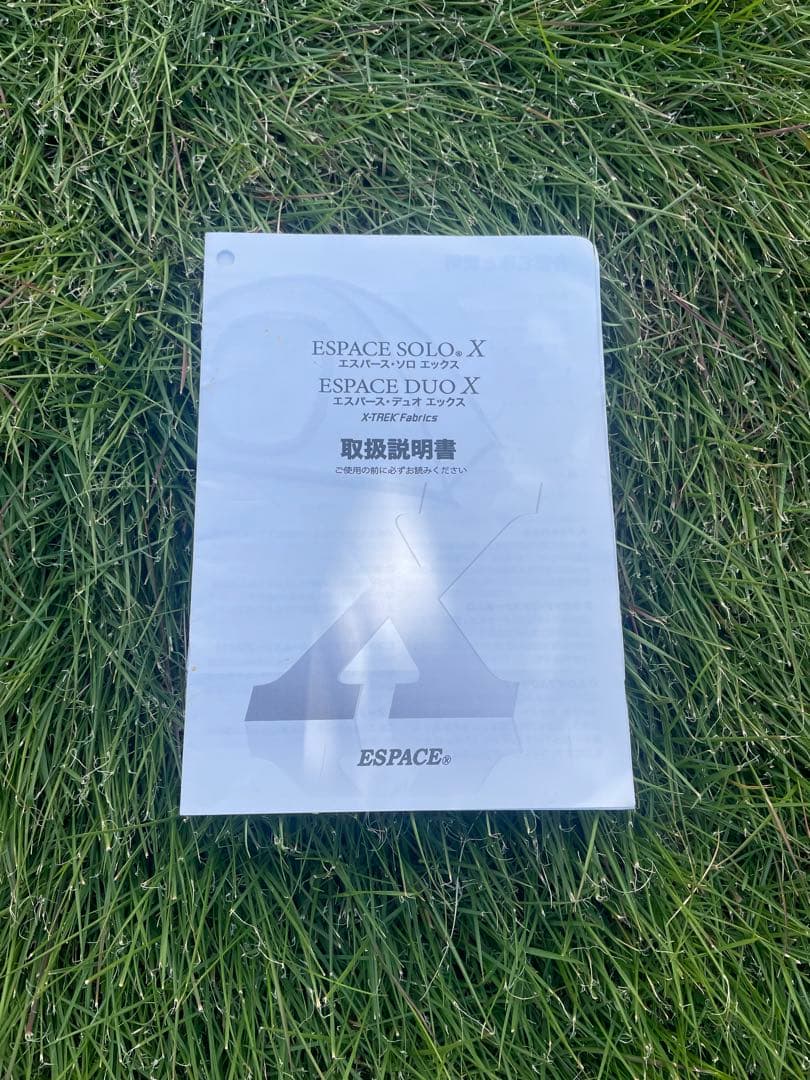 ESPACE SOLO® X
エスパース・ソロ エックス
ESPACE DUO X
エスパース・デュオ エックス
X-TREK® Fabrics
取扱説明書
ご使用の前に必ずお読みください
X
ESPACE®